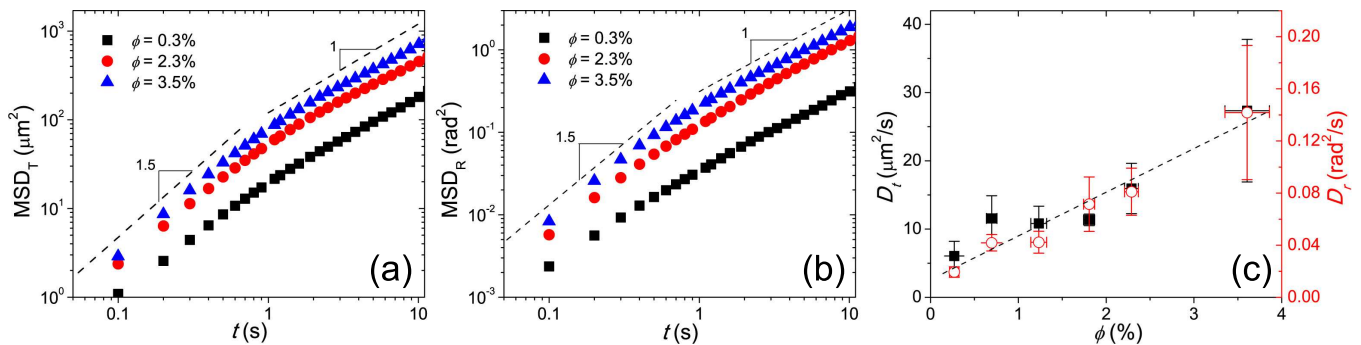 10³
10²
10¹
10⁰
MSD_T (μm²)
ϕ = 0.3%
ϕ = 2.3%
ϕ = 3.5%
1.5
1
(a)
0.1
1
10
t (s)
10⁰
10⁻¹
10⁻²
10⁻³
MSD_R (rad²)
ϕ = 0.3%
ϕ = 2.3%
ϕ = 3.5%
1.5
1
(b)
0.1
1
10
t (s)
40
30
20
10
0
D_t (μm²/s)
0.20
0.16
0.12
0.08
0.04
0.00
D_r (rad²/s)
(c)
0
1
2
3
4
ϕ (%)